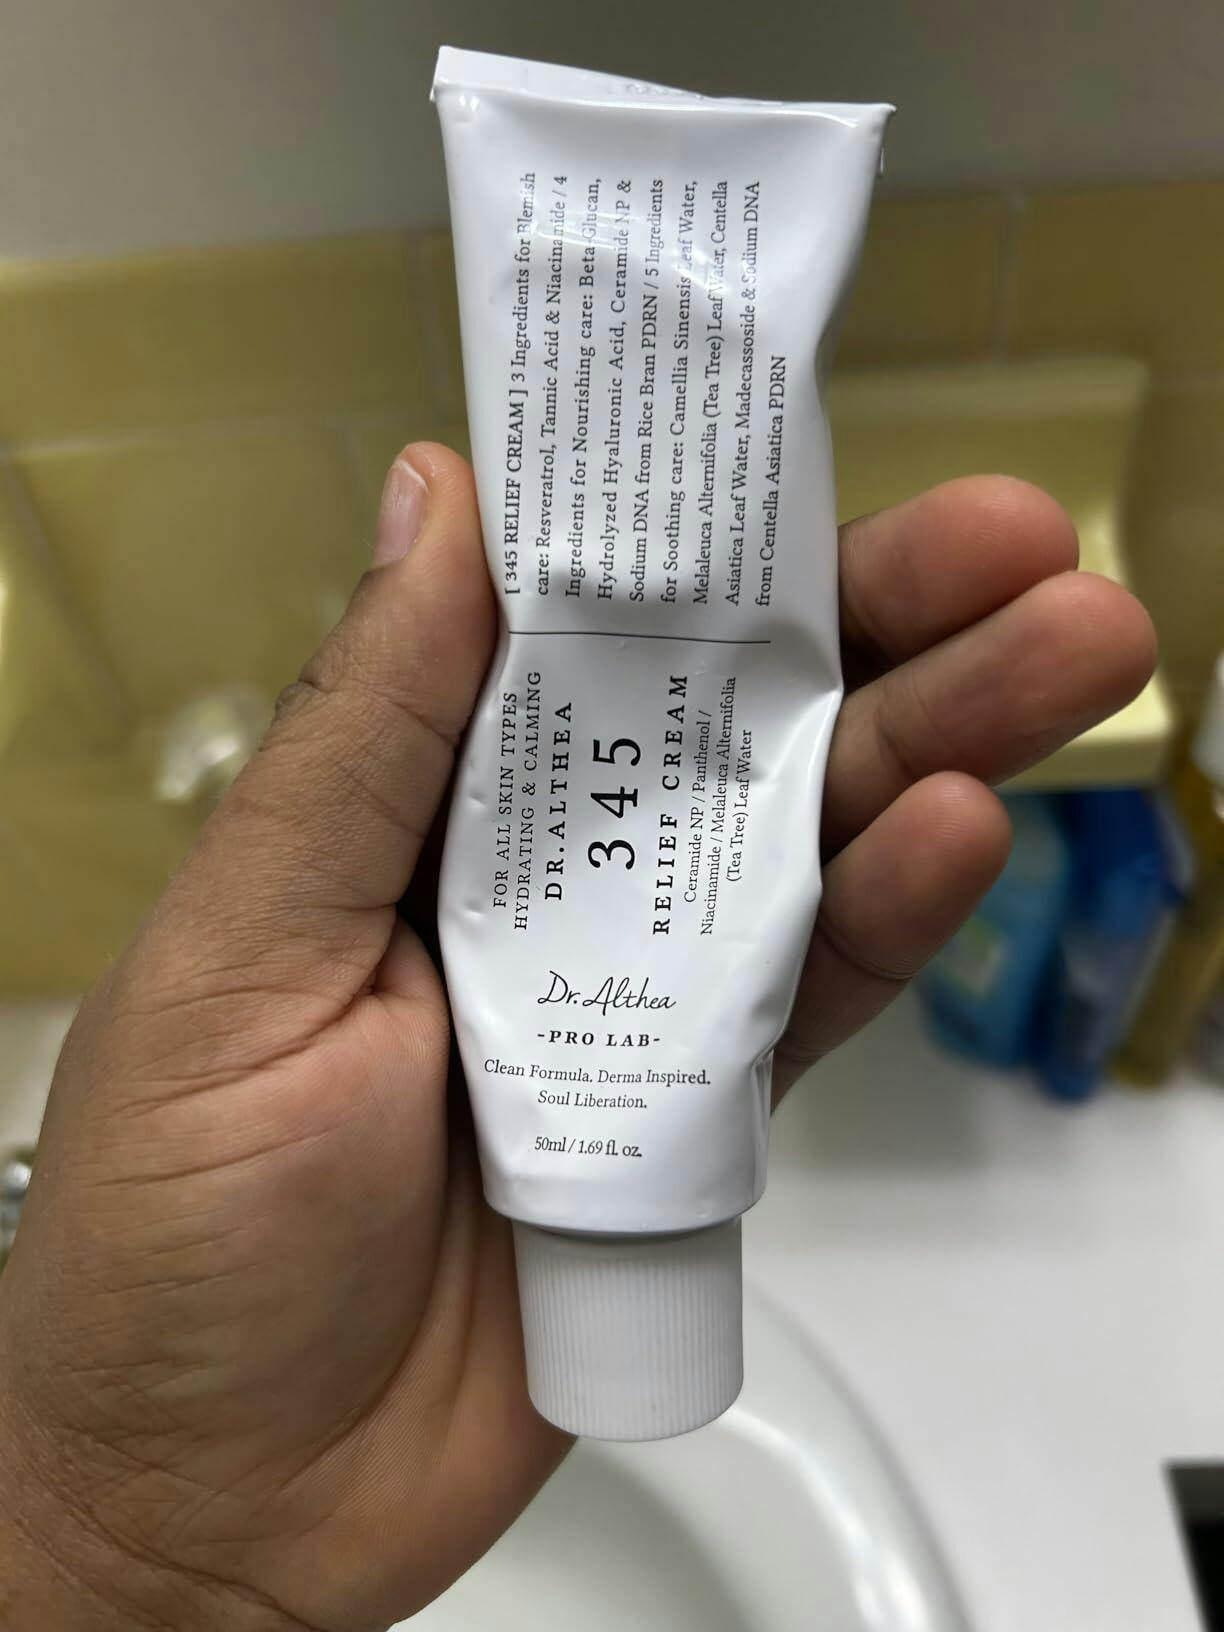 [ 345 RELIEF CREAM ] 3 Ingredients for Blemish
care: Resveratrol, Tannic Acid & Niacinamide / 4
Ingredients for Nourishing care: Beta-Glucan,
Hydrolyzed Hyaluronic Acid, Ceramide NP &
Sodium DNA from Rice Bran PDRN / 5 Ingredients
for Soothing care: Camellia Sinensis Leaf Water,
Melaleuca Alternifolia (Tea Tree) Leaf Water, Centella
Asiatica Leaf Water, Madecassoside & Sodium DNA
from Centella Asiatica PDRN
FOR ALL SKIN TYPES
HYDRATING & CALMING
DR.ALTHEA
345
RELIEF CREAM
Ceramide NP / Panthenol /
Niacinamide / Melaleuca Alternifolia
(Tea Tree) Leaf Water
Dr.Althea
-PRO LAB-
Clean Formula. Derma Inspired.
Soul Liberation.
50ml / 1.69 fl. oz.